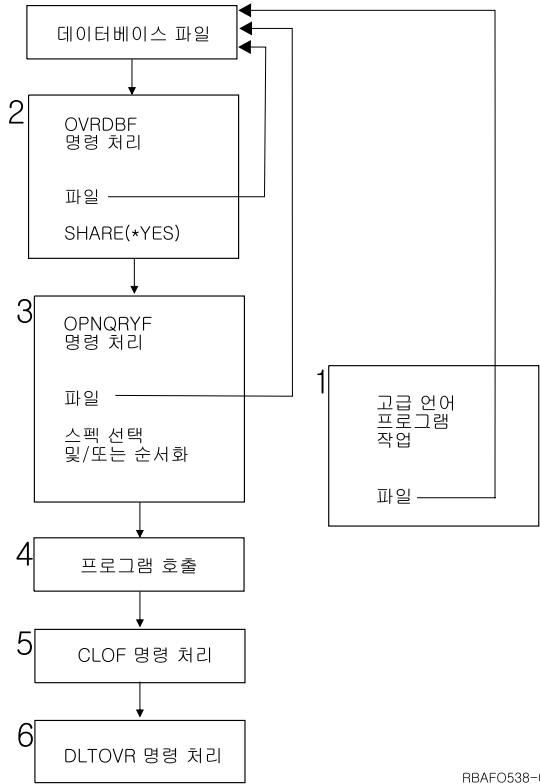 데이터베이스 파일
2
OVRDBF
명령 처리
파일
SHARE(*YES)
3
OPNQRYF
명령 처리
파일
스펙 선택
및/또는 순서화
1
고급 언어
프로그램
작업
파일
4
프로그램 호출
5
CLOF 명령 처리
6
DLTOVR 명령 처리
RBAFO538-